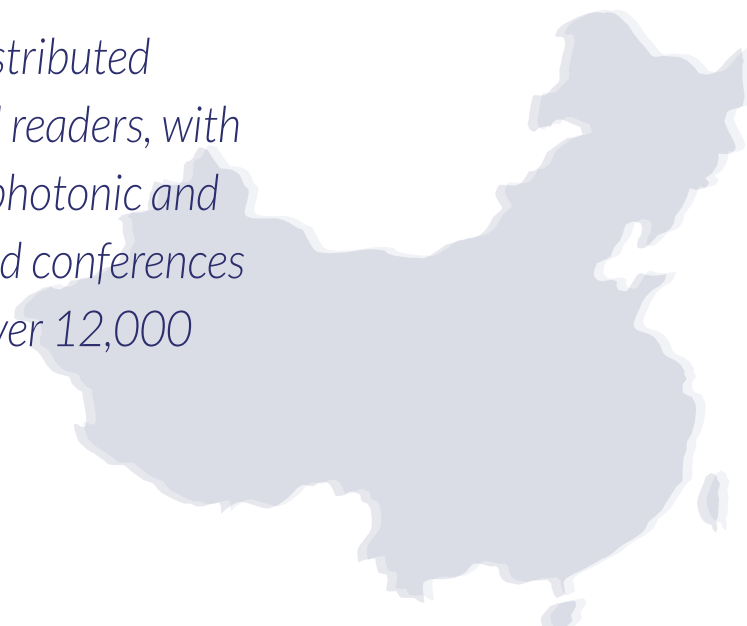 stributed
readers, with
photonic and
d conferences
ver 12,000